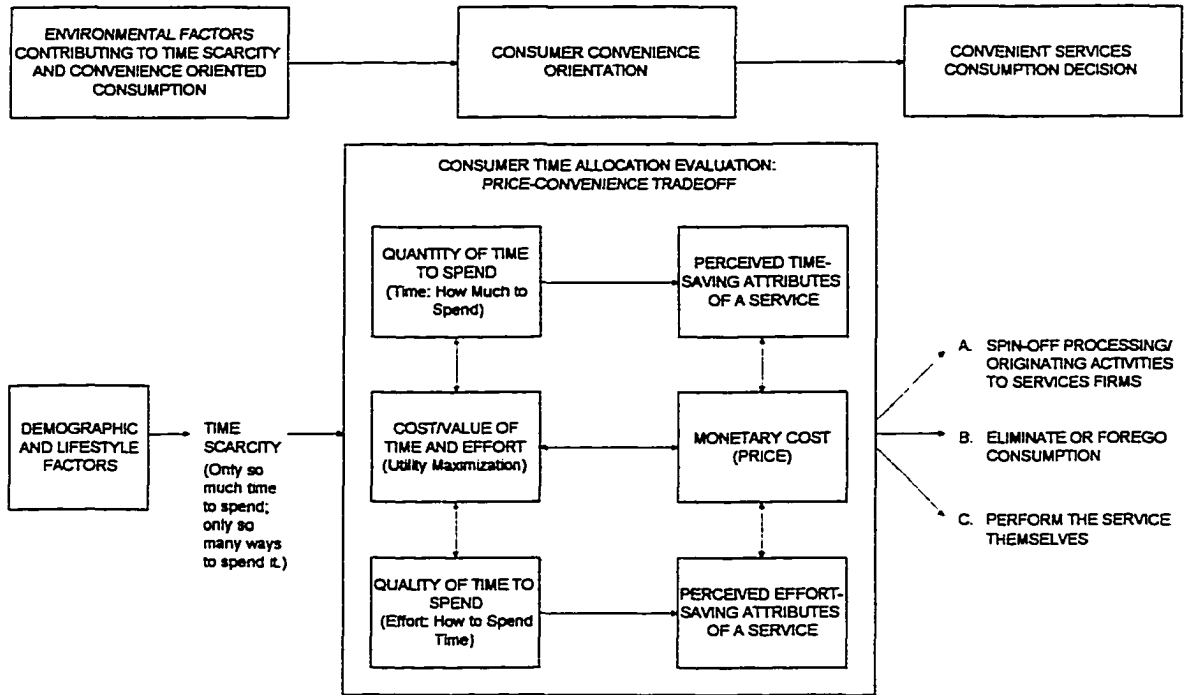 ENVIRONMENTAL FACTORS
CONTRIBUTING TO TIME SCARCITY
AND CONVENIENCE ORIENTED
CONSUMPTION
CONSUMER CONVENIENCE
ORIENTATION
CONVENIENT SERVICES
CONSUMPTION DECISION
CONSUMER TIME ALLOCATION EVALUATION:
PRICE-CONVENIENCE TRADEOFF
QUANTITY OF TIME
TO SPEND
(Time: How Much to
Spend)
PERCEIVED TIME-
SAVING ATTRIBUTES
OF A SERVICE
DEMOGRAPHIC
AND LIFESTYLE
FACTORS
TIME
SCARCITY
(Only so
much time
to spend;
only so
many ways
to spend it.)
COST/VALUE OF
TIME AND EFFORT
(Utility Maximization)
MONETARY COST
(PRICE)
QUALITY OF TIME TO
SPEND
(Effort: How to Spend
Time)
PERCEIVED EFFORT-
SAVING ATTRIBUTES
OF A SERVICE
A. SPIN-OFF PROCESSING/
ORIGINATING ACTIVITIES
TO SERVICES FIRMS
B. ELIMINATE OR FOREGO
CONSUMPTION
C. PERFORM THE SERVICE
THEMSELVES